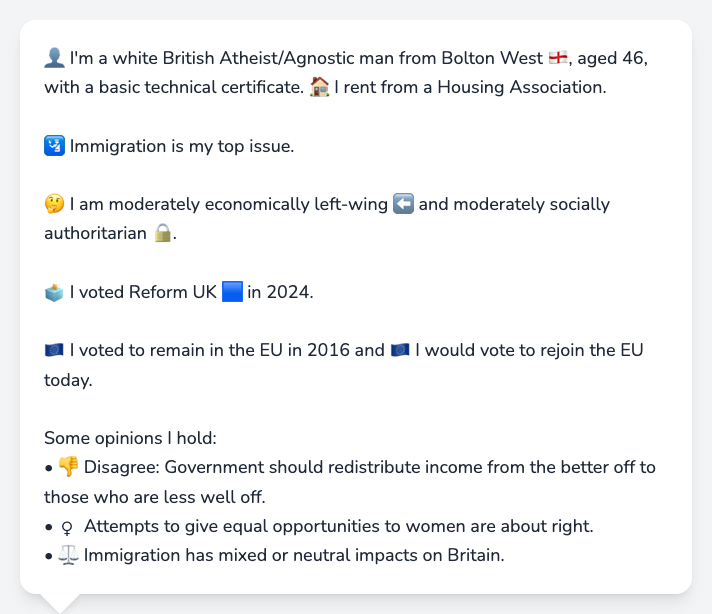 👤 I'm a white British Atheist/Agnostic man from Bolton West 🏴󠁧󠁢󠁥󠁮󠁧󠁿, aged 46,
with a basic technical certificate. 🏠 I rent from a Housing Association.
🛂 Immigration is my top issue.
🤔 I am moderately economically left-wing ⬅️ and moderately socially
authoritarian 🔒.
🗳️ I voted Reform UK 🟦 in 2024.
🇪🇺 I voted to remain in the EU in 2016 and 🇪🇺 I would vote to rejoin the EU
today.
Some opinions I hold:
• 👎 Disagree: Government should redistribute income from the better off to
those who are less well off.
• ♀ Attempts to give equal opportunities to women are about right.
• ⚖️ Immigration has mixed or neutral impacts on Britain.